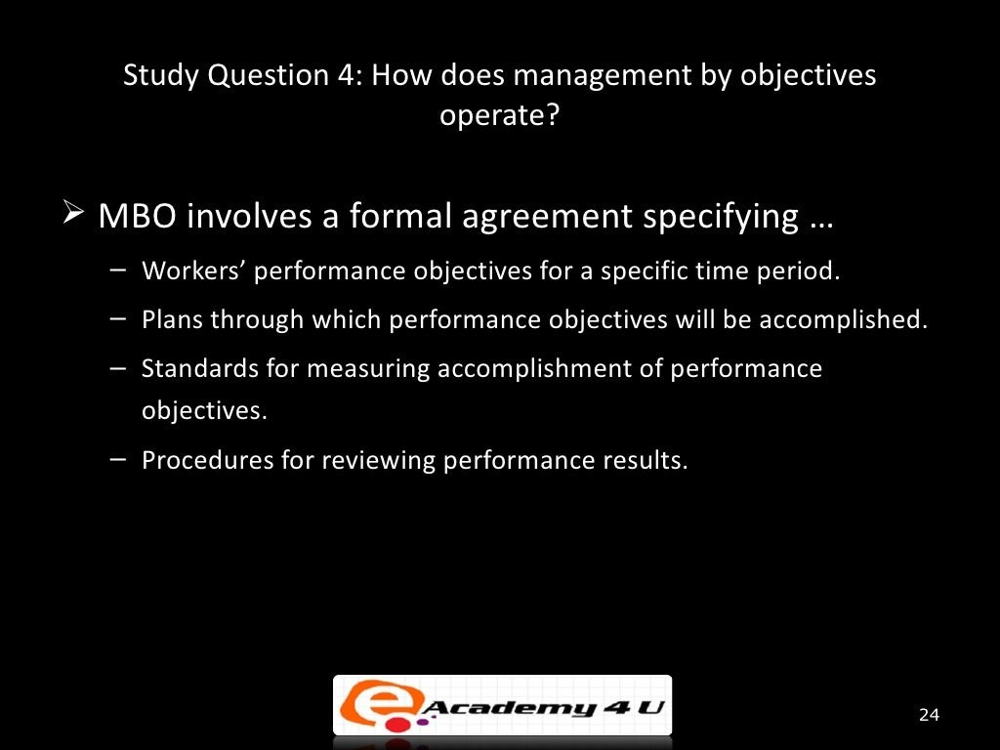 Study Question 4: How does management by objectives
operate?
➢ MBO involves a formal agreement specifying …
– Workers’ performance objectives for a specific time period.
– Plans through which performance objectives will be accomplished.
– Standards for measuring accomplishment of performance
objectives.
– Procedures for reviewing performance results.
e Academy 4 U
24